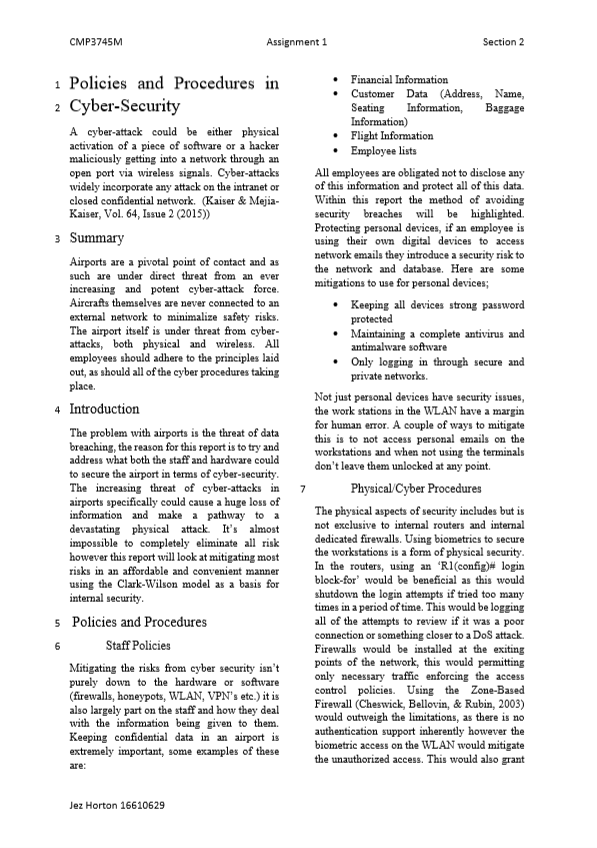 CMP3745M Assignment 1 Section 2
1 Policies and Procedures in
2 Cyber-Security
A cyber-attack could be either physical
activation of a piece of software or a hacker
maliciously getting into a network through an
open port via wireless signals. Cyber-attacks
widely incorporate any attack on the intranet or
closed confidential network. (Kaiser & Mejia-
Kaiser, Vol. 64, Issue 2 (2015))
3 Summary
Airports are a pivotal point of contact and as
such are under direct threat from an ever
increasing and potent cyber-attack force.
Aircrafts themselves are never connected to an
external network to minimalize safety risks.
The airport itself is under threat from cyber-
attacks, both physical and wireless. All
employees should adhere to the principles laid
out, as should all of the cyber procedures taking
place.
4 Introduction
The problem with airports is the threat of data
breaching, the reason for this report is to try and
address what both the staff and hardware could
to secure the airport in terms of cyber-security.
The increasing threat of cyber-attacks in
airports specifically could cause a huge loss of
information and make a pathway to a
devastating physical attack. It’s almost
impossible to completely eliminate all risk
however this report will look at mitigating most
risks in an affordable and convenient manner
using the Clark-Wilson model as a basis for
internal security.
5 Policies and Procedures
6 Staff Policies
Mitigating the risks from cyber security isn’t
purely down to the hardware or software
(firewalls, honeypots, WLAN, VPN’s etc.) it is
also largely part on the staff and how they deal
with the information being given to them.
Keeping confidential data in an airport is
extremely important, some examples of these
are:
• Financial Information
• Customer Data (Address, Name,
Seating Information, Baggage
Information)
• Flight Information
• Employee lists
All employees are obligated not to disclose any
of this information and protect all of this data.
Within this report the method of avoiding
security breaches will be highlighted.
Protecting personal devices, if an employee is
using their own digital devices to access
network emails they introduce a security risk to
the network and database. Here are some
mitigations to use for personal devices;
• Keeping all devices strong password
protected
• Maintaining a complete antivirus and
antimalware software
• Only logging in through secure and
private networks.
Not just personal devices have security issues,
the work stations in the WLAN have a margin
for human error. A couple of ways to mitigate
this is to not access personal emails on the
workstations and when not using the terminals
don’t leave them unlocked at any point.
7 Physical/Cyber Procedures
The physical aspects of security includes but is
not exclusive to internal routers and internal
dedicated firewalls. Using biometrics to secure
the workstations is a form of physical security.
In the routers, using an ‘R1(config)# login
block-for’ would be beneficial as this would
shutdown the login attempts if tried too many
times in a period of time. This would be logging
all of the attempts to review if it was a poor
connection or something closer to a DoS attack.
Firewalls would be installed at the exiting
points of the network, this would permitting
only necessary traffic enforcing the access
control policies. Using the Zone-Based
Firewall (Cheswick, Bellovin, & Rubin, 2003)
would outweigh the limitations, as there is no
authentication support inherently however the
biometric access on the WLAN would mitigate
the unauthorized access. This would also grant
Jez Horton 16610629